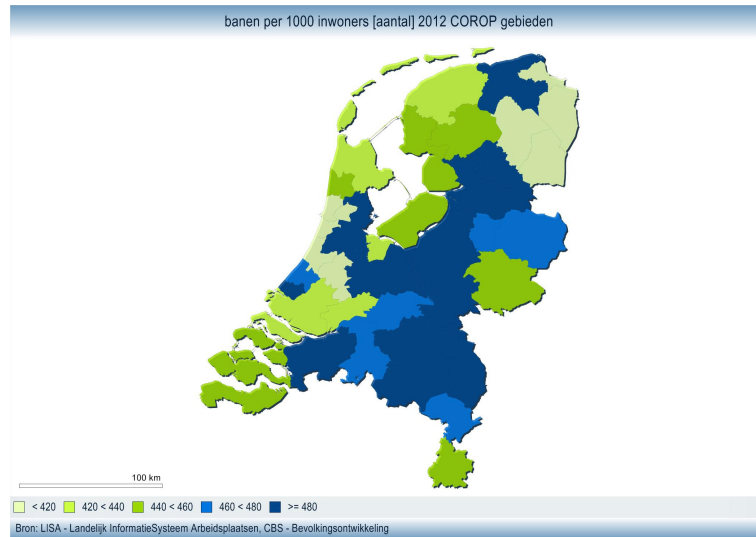 banen per 1000 inwoners [aantal] 2012 COROP gebieden
100 km
< 420 420 < 440 440 < 460 460 < 480 >= 480
Bron: LISA - Landelijk InformatieSysteem Arbeidsplaatsen, CBS - Bevolkingsontwikkeling